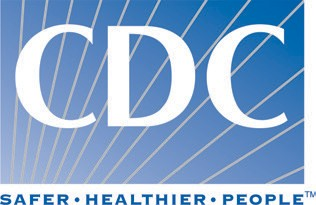 CDC
SAFER • HEALTHIER • PEOPLE™